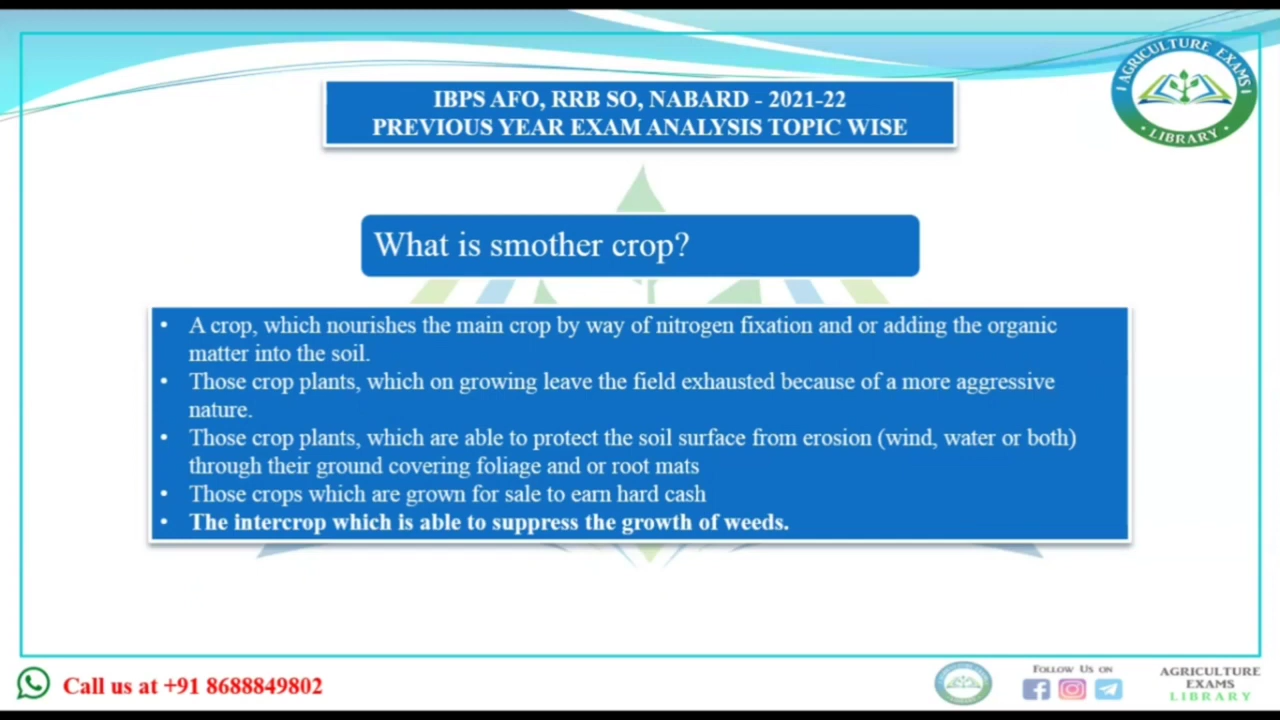 IBPS AFO, RRB SO, NABARD - 2021-22
PREVIOUS YEAR EXAM ANALYSIS TOPIC WISE
AGRICULTURE EXAMS
LIBRARY
What is smother crop?
• A crop, which nourishes the main crop by way of nitrogen fixation and or adding the organic
matter into the soil.
• Those crop plants, which on growing leave the field exhausted because of a more aggressive
nature.
• Those crop plants, which are able to protect the soil surface from erosion (wind, water or both)
through their ground covering foliage and or root mats
• Those crops which are grown for sale to earn hard cash
• The intercrop which is able to suppress the growth of weeds.
Call us at +91 8688849802
FOLLOW US ON
AGRICULTURE
EXAMS
LIBRARY